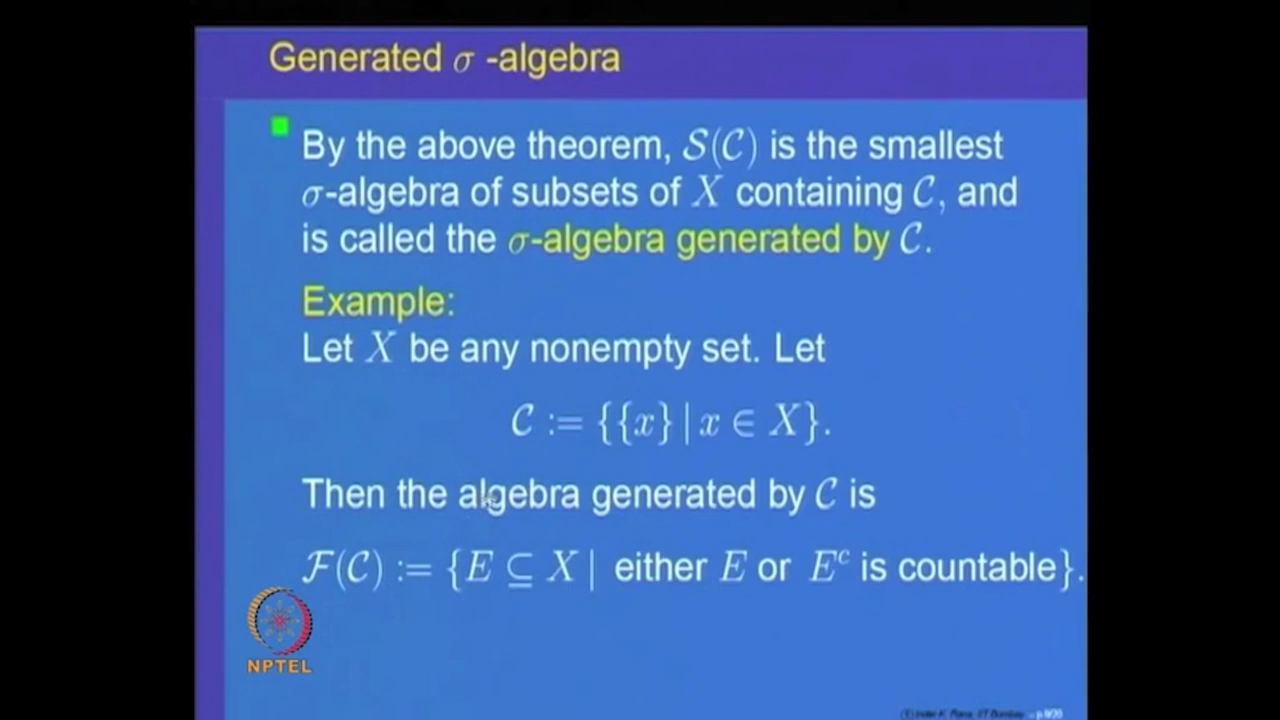 Generated σ -algebra
By the above theorem, 𝒮(𝒞) is the smallest
σ-algebra of subsets of X containing 𝒞, and
is called the σ-algebra generated by 𝒞.
Example:
Let X be any nonempty set. Let
𝒞 := {{x} | x ∈ X}.
Then the algebra generated by 𝒞 is
ℱ(𝒞) := {E ⊆ X | either E or Eᶜ is countable}.
NPTEL